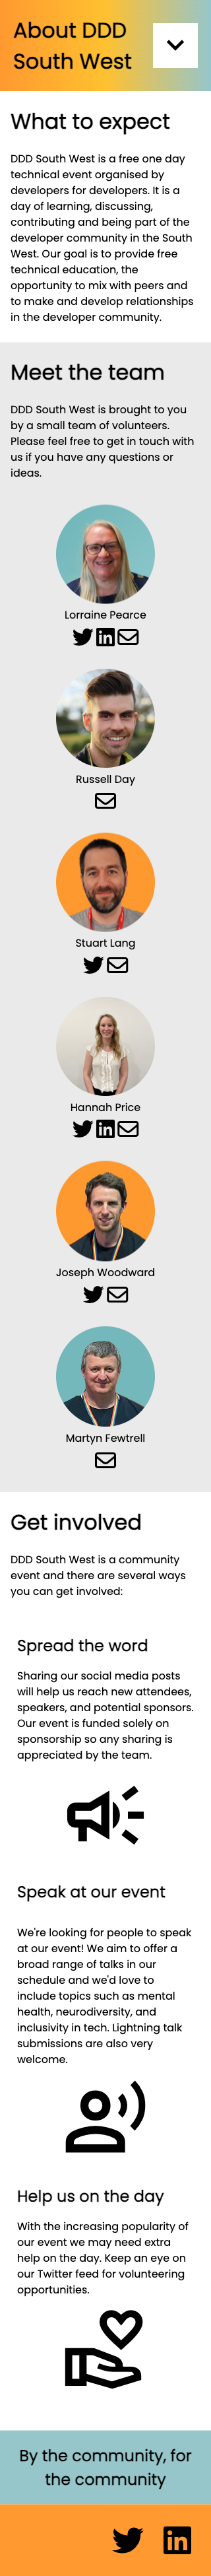 About DDD
South West
What to expect
DDD South West is a free one day
technical event organised by
developers for developers. It is a
day of learning, discussing,
contributing and being part of the
developer community in the South
West. Our goal is to provide free
technical education, the
opportunity to mix with peers and
to make and develop relationships
in the developer community.
Meet the team
DDD South West is brought to you
by a small team of volunteers.
Please feel free to get in touch with
us if you have any questions or
ideas.
Lorraine Pearce
Russell Day
Stuart Lang
Hannah Price
Joseph Woodward
Martyn Fewtrell
Get involved
DDD South West is a community
event and there are several ways
you can get involved:
Spread the word
Sharing our social media posts
will help us reach new attendees,
speakers, and potential sponsors.
Our event is funded solely on
sponsorship so any sharing is
appreciated by the team.
Speak at our event
We're looking for people to speak
at our event! We aim to offer a
broad range of talks in our
schedule and we'd love to
include topics such as mental
health, neurodiversity, and
inclusivity in tech. Lightning talk
submissions are also very
welcome.
Help us on the day
With the increasing popularity of
our event we may need extra
help on the day. Keep an eye on
our Twitter feed for volunteering
opportunities.
By the community, for
the community